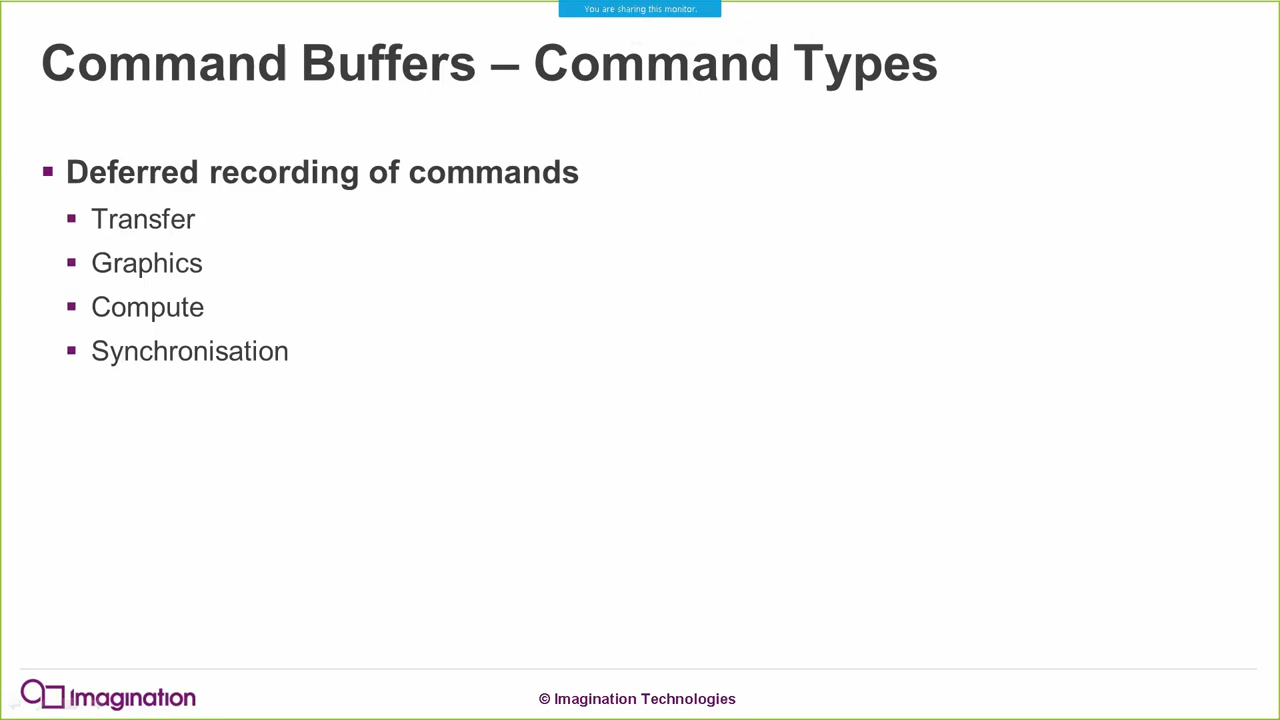 You are sharing this monitor.
Command Buffers – Command Types
Deferred recording of commands
Transfer
Graphics
Compute
Synchronisation
Imagination
© Imagination Technologies